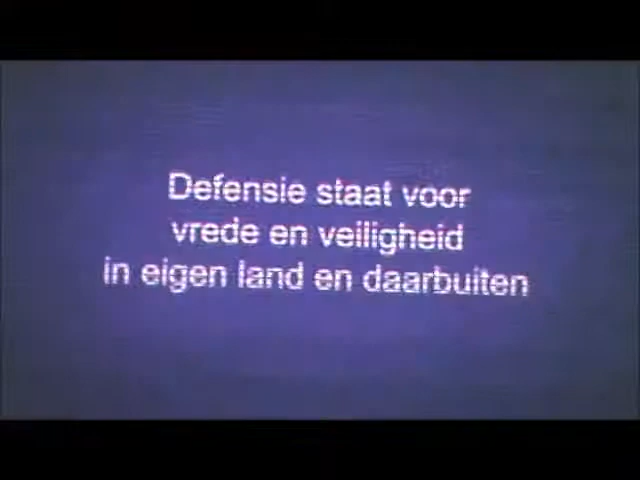 Defensie staat voor
vrede en veiligheid
in eigen land en daarbuiten